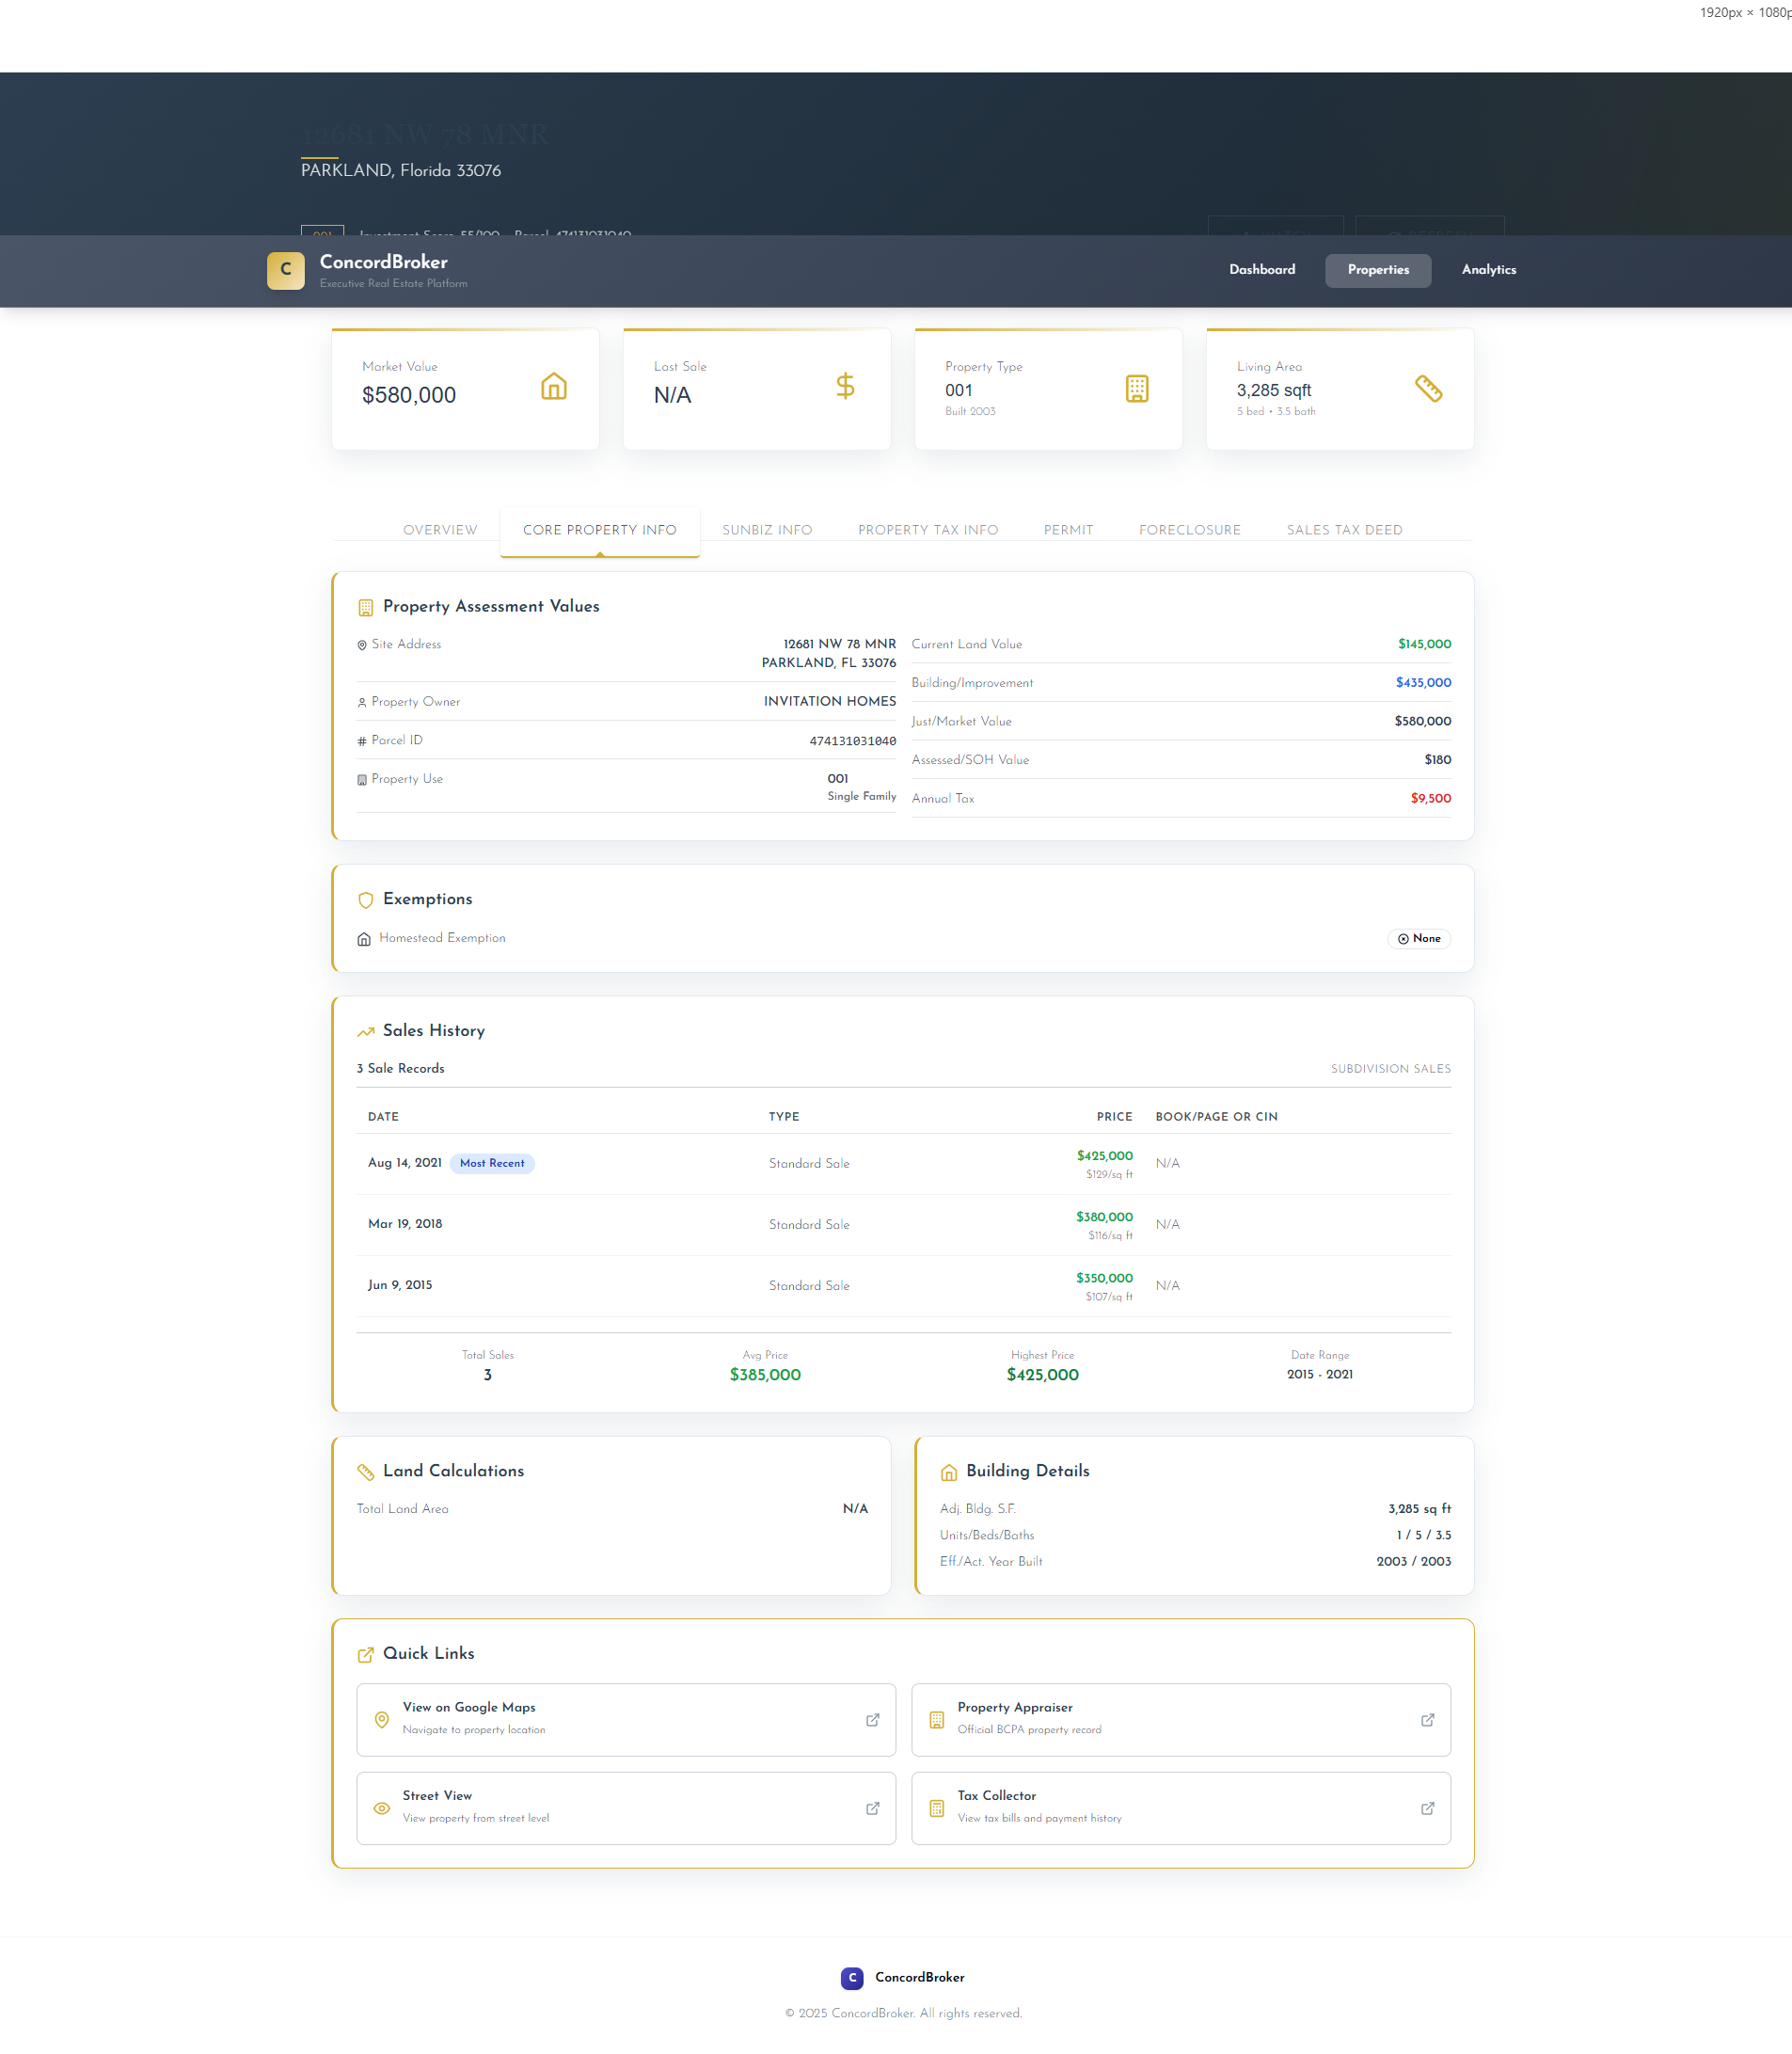 1920px × 1080p
12681 NW 78 MNR
PARKLAND, Florida 33076
C
ConcordBroker
Executive Real Estate Platform
Dashboard
Properties
Analytics
Market Value
$580,000
Last Sale
N/A
Property Type
001
Built 2003
Living Area
3,285 sqft
5 bed • 3.5 bath
OVERVIEW
CORE PROPERTY INFO
SUNBIZ INFO
PROPERTY TAX INFO
PERMIT
FORECLOSURE
SALES TAX DEED
Property Assessment Values
Site Address
12681 NW 78 MNR
PARKLAND, FL 33076
Property Owner
INVITATION HOMES
Parcel ID
474131031040
Property Use
001
Single Family
Current Land Value
$145,000
Building/Improvement
$435,000
Just/Market Value
$580,000
Assessed/SOH Value
$180
Annual Tax
$9,500
Exemptions
Homestead Exemption
None
Sales History
3 Sale Records
SUBDIVISION SALES
DATE TYPE PRICE BOOK/PAGE OR CIN
Aug 14, 2021 Most Recent Standard Sale $425,000 N/A
$129/sq ft
Mar 19, 2018 Standard Sale $380,000 N/A
$116/sq ft
Jun 9, 2015 Standard Sale $350,000 N/A
$107/sq ft
Total Sales
3
Avg Price
$385,000
Highest Price
$425,000
Date Range
2015 - 2021
Land Calculations
Total Land Area N/A
Building Details
Adj. Bldg. S.F. 3,285 sq ft
Units/Beds/Baths 1 / 5 / 3.5
Eff./Act. Year Built 2003 / 2003
Quick Links
View on Google Maps
Navigate to property location
Property Appraiser
Official BCPA property record
Street View
View property from street level
Tax Collector
View tax bills and payment history
C ConcordBroker
© 2025 ConcordBroker. All rights reserved.